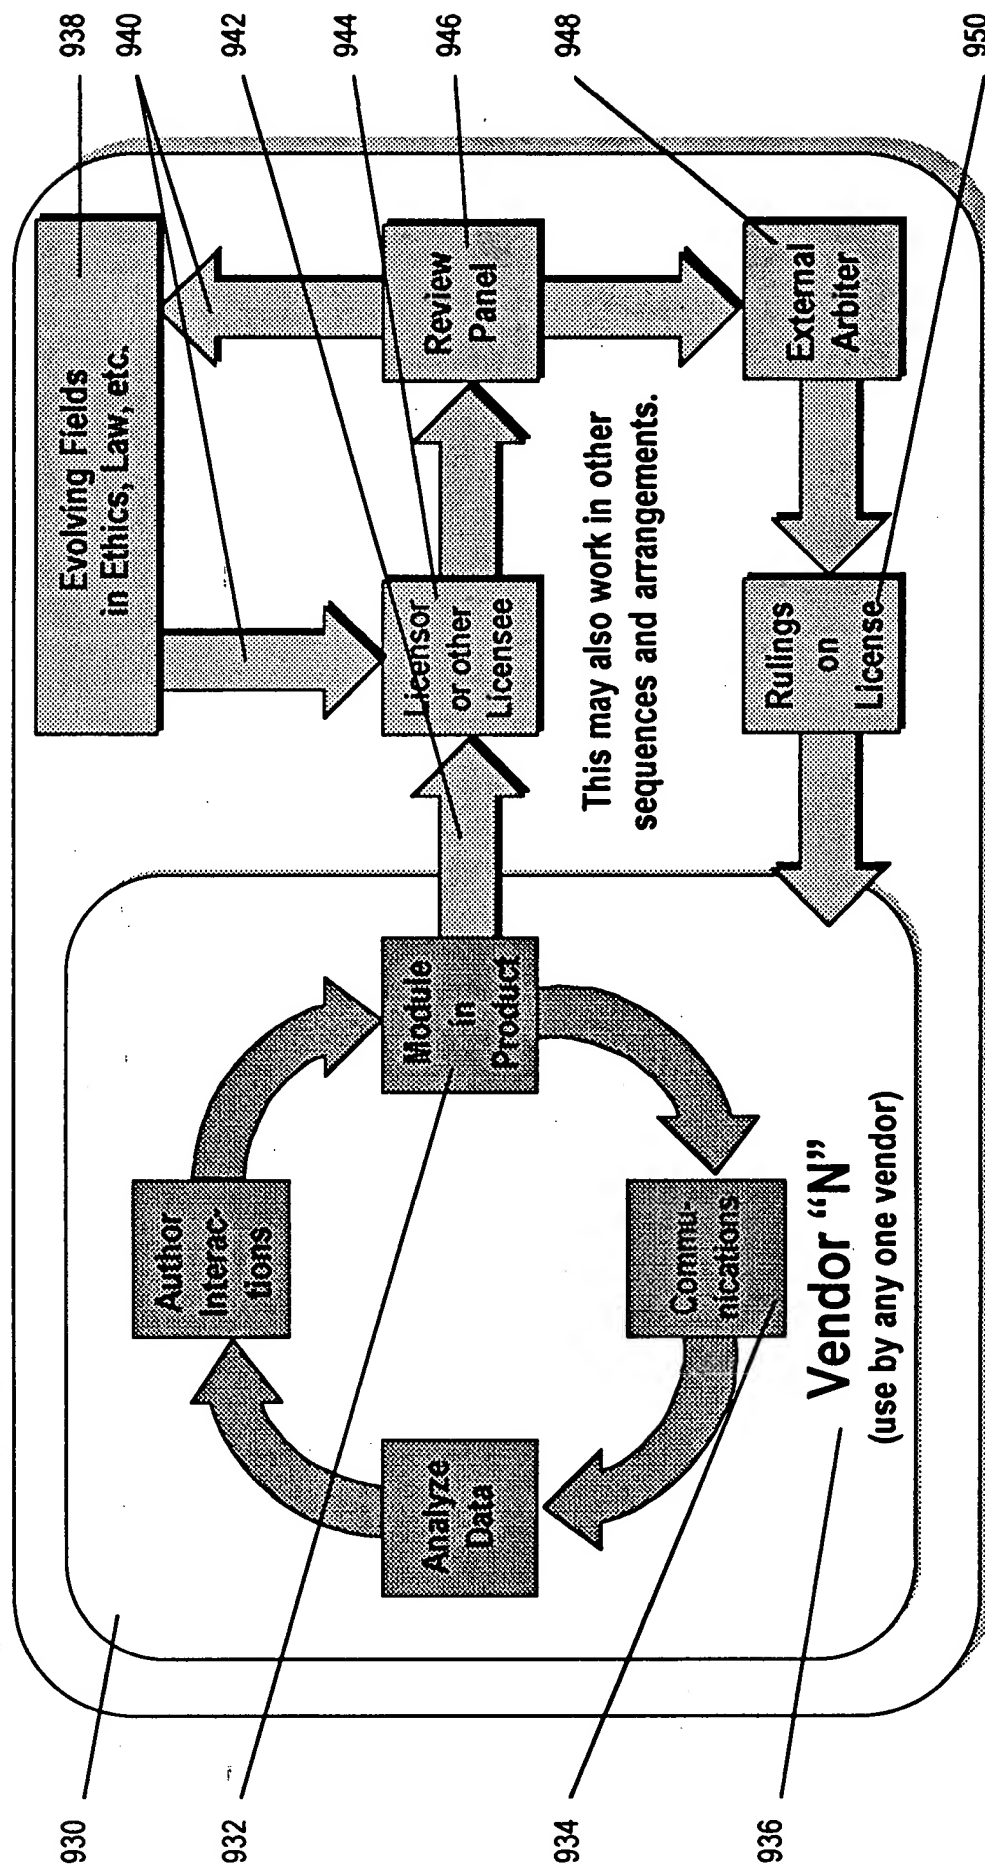 930
932
934
936
938
940
942
944
946
948
950
Evolving Fields
in Ethics, Law, etc.
Author
Interac-
tions
Analyze
Data
Module
in
Product
Commu-
nications
Licensor
or other
Licensee
Review
Panel
This may also work in other
sequences and arrangements.
External
Arbiter
Rulings
on
License
Vendor “N”
(use by any one vendor)